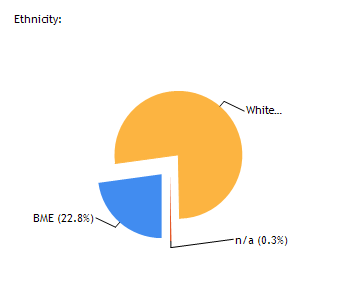 Ethnicity:
White...
BME (22.8%)
n/a (0.3%)